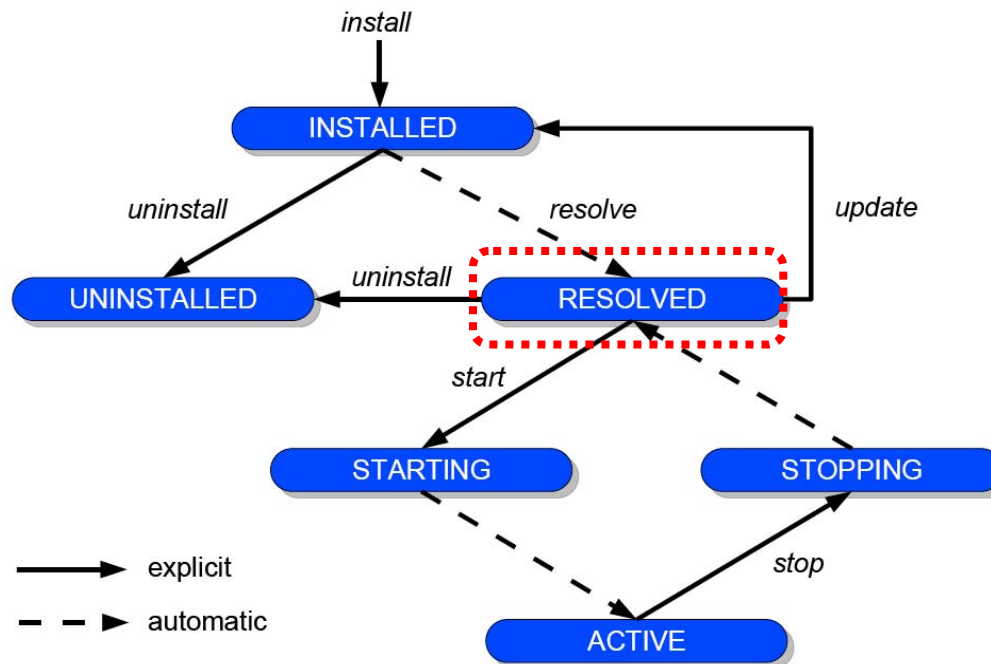 install
INSTALLED
uninstall
resolve
update
uninstall
UNINSTALLED
RESOLVED
start
STARTING
STOPPING
explicit
stop
automatic
ACTIVE